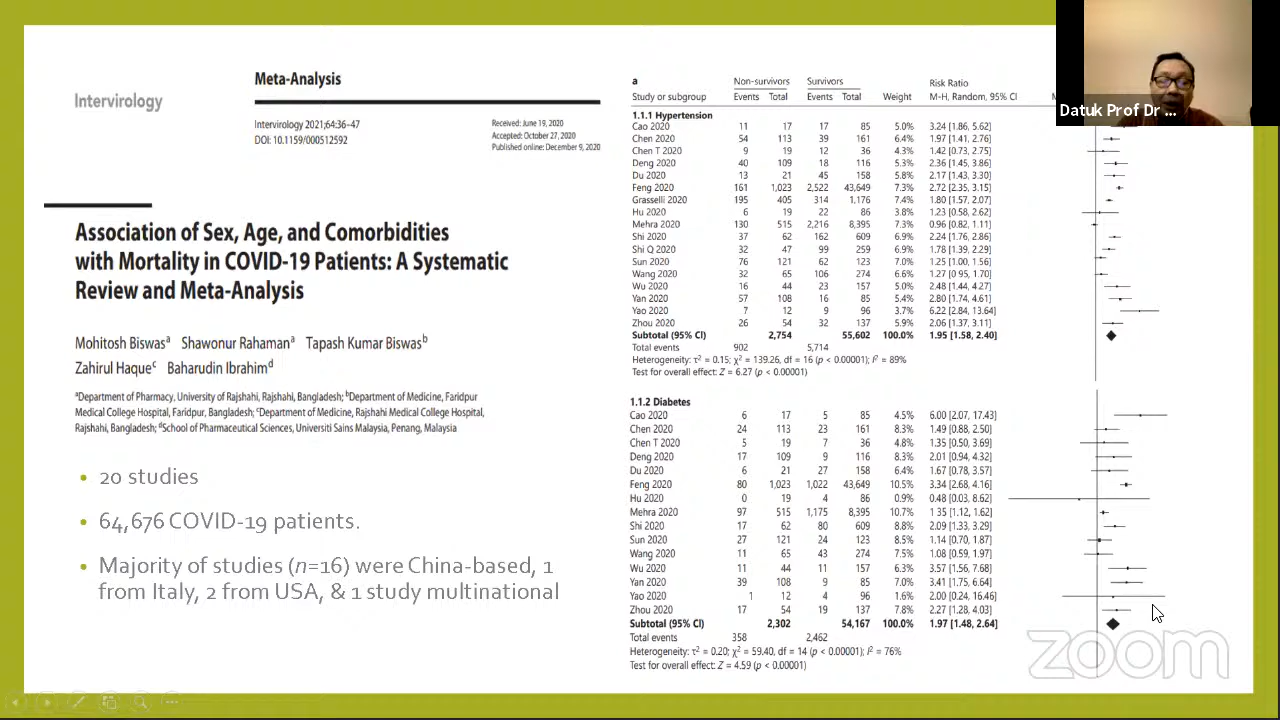 Intervirology
Meta-Analysis
Intervirology 2021;64:36–47
DOI: 10.1159/000512592
Received: June 19, 2020
Accepted: October 27, 2020
Published online: December 9, 2020
Association of Sex, Age, and Comorbidities
with Mortality in COVID-19 Patients: A Systematic
Review and Meta-Analysis
Mohitosh Biswasa Shawonur Rahamana Tapash Kumar Biswasb
Zahirul Haquec Baharudin Ibrahimd
aDepartment of Pharmacy, University of Rajshahi, Rajshahi, Bangladesh; bDepartment of Medicine, Faridpur
Medical College Hospital, Faridpur, Bangladesh; cDepartment of Medicine, Rajshahi Medical College Hospital,
Rajshahi, Bangladesh; dSchool of Pharmaceutical Sciences, Universiti Sains Malaysia, Penang, Malaysia
• 20 studies
• 64,676 COVID-19 patients.
• Majority of studies (n=16) were China-based, 1
from Italy, 2 from USA, & 1 study multinational
a
Non-survivors Survivors Risk Ratio
Study or subgroup Events Total Events Total Weight M-H, Random, 95% CI
1.1.1 Hypertension
Cao 2020 11 17 17 85 5.0% 3.24 [1.86, 5.62]
Chen 2020 54 113 39 161 6.4% 1.97 [1.41, 2.76]
Chen T 2020 9 19 12 36 4.3% 1.42 [0.73, 2.75]
Deng 2020 40 109 18 116 5.3% 2.36 [1.45, 3.86]
Du 2020 13 21 45 158 5.9% 2.17 [1.43, 3.30]
Feng 2020 161 1,023 2,522 43,649 7.3% 2.72 [2.35, 3.15]
Grasselli 2020 195 405 314 1,176 7.4% 1.80 [1.57, 2.07]
Hu 2020 6 19 22 86 3.8% 1.23 [0.58, 2.62]
Mehra 2020 130 515 2,216 8,395 7.3% 0.96 [0.82, 1.11]
Shi 2020 37 62 162 609 6.9% 2.24 [1.76, 2.86]
Shi Q 2020 32 47 99 259 6.9% 1.78 [1.39, 2.29]
Sun 2020 76 121 62 123 7.0% 1.25 [1.00, 1.56]
Wang 2020 32 65 106 274 6.6% 1.27 [0.95, 1.70]
Wu 2020 16 44 23 157 4.9% 2.48 [1.44, 4.27]
Yan 2020 57 108 16 85 5.4% 2.80 [1.74, 4.61]
Yao 2020 7 12 9 96 3.7% 6.22 [2.84, 13.64]
Zhou 2020 26 54 32 137 5.9% 2.06 [1.37, 3.11]
Subtotal (95% CI) 2,754 55,602 100.0% 1.95 [1.58, 2.40]
Total events 902 5,714
Heterogeneity: τ2 = 0.15; χ2 = 139.26, df = 16 (p < 0.00001); I2 = 89%
Test for overall effect: Z = 6.27 (p < 0.00001)
1.1.2 Diabetes
Cao 2020 6 17 5 85 4.5% 6.00 [2.07, 17.43]
Chen 2020 24 113 23 161 8.3% 1.49 [0.88, 2.50]
Chen T 2020 5 19 7 36 4.9% 1.35 [0.50, 3.69]
Deng 2020 17 109 9 116 5.9% 2.01 [0.94, 4.32]
Du 2020 6 21 27 158 5.9% 1.67 [0.78, 3.57]
Feng 2020 80 1,023 1,022 43,649 10.5% 3.34 [2.68, 4.16]
Hu 2020 0 19 4 86 0.9% 0.48 [0.03, 8.62]
Mehra 2020 97 515 1,175 8,395 10.7% 1.35 [1.12, 1.62]
Shi 2020 17 62 80 609 8.8% 2.09 [1.33, 3.29]
Sun 2020 27 121 24 123 8.5% 1.14 [0.70, 1.87]
Wang 2020 11 65 43 274 7.5% 1.08 [0.59, 1.97]
Wu 2020 11 44 11 157 5.8% 3.57 [1.56, 7.68]
Yan 2020 39 108 9 85 6.7% 3.41 [1.75, 6.64]
Yao 2020 1 12 4 96 1.6% 2.00 [0.24, 16.46]
Zhou 2020 17 54 19 137 7.8% 2.27 [1.28, 4.03]
Subtotal (95% CI) 2,302 54,167 100.0% 1.97 [1.48, 2.64]
Total events 358 2,462
Heterogeneity: τ2 = 0.20; χ2 = 59.40, df = 14 (p < 0.00001); I2 = 76%
Test for overall effect: Z = 4.59 (p < 0.00001)
Datuk Prof Dr ...
zoom